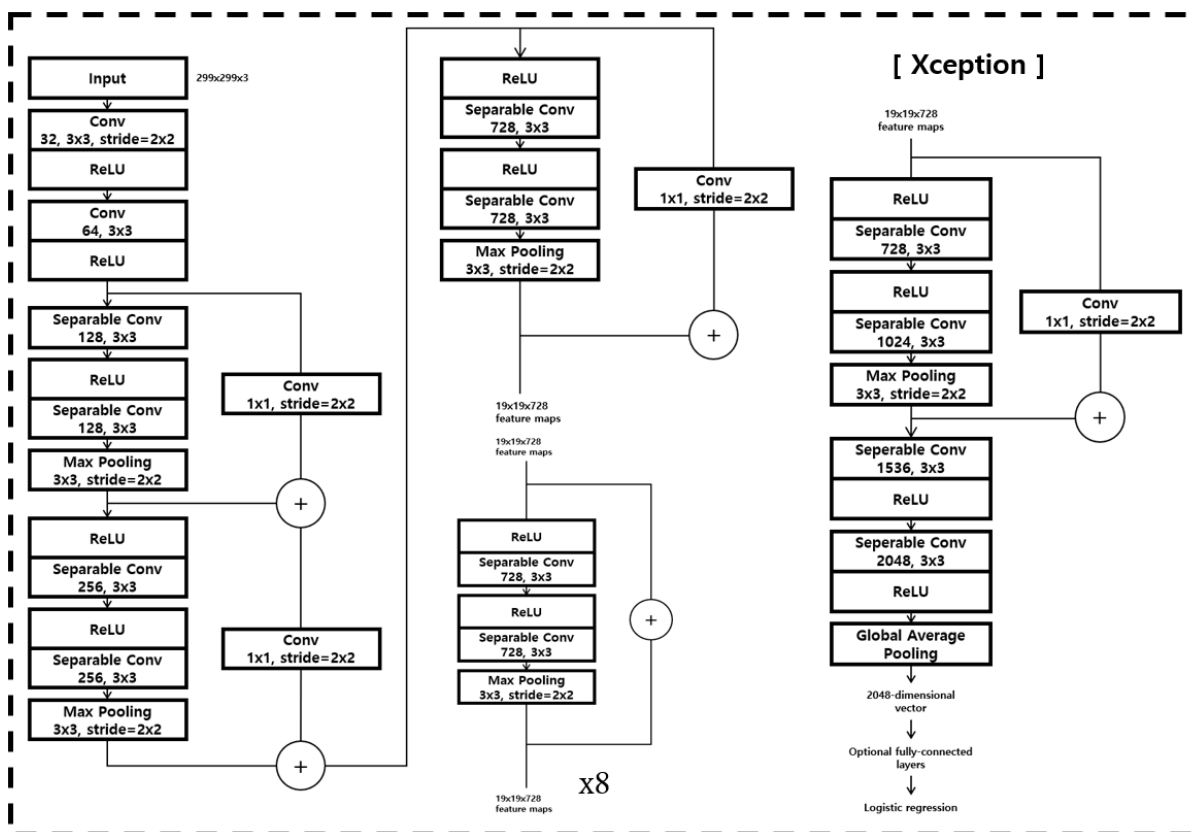 [ Xception ]
Input
299x299x3
Conv
32, 3x3, stride=2x2
ReLU
Conv
64, 3x3
ReLU
Separable Conv
128, 3x3
ReLU
Separable Conv
128, 3x3
Max Pooling
3x3, stride=2x2
Conv
1x1, stride=2x2
+
ReLU
Separable Conv
256, 3x3
ReLU
Separable Conv
256, 3x3
Max Pooling
3x3, stride=2x2
Conv
1x1, stride=2x2
+
ReLU
Separable Conv
728, 3x3
ReLU
Separable Conv
728, 3x3
Max Pooling
3x3, stride=2x2
Conv
1x1, stride=2x2
+
19x19x728
feature maps
19x19x728
feature maps
ReLU
Separable Conv
728, 3x3
ReLU
Separable Conv
728, 3x3
Max Pooling
3x3, stride=2x2
+
x8
19x19x728
feature maps
19x19x728
feature maps
ReLU
Separable Conv
728, 3x3
ReLU
Separable Conv
1024, 3x3
Max Pooling
3x3, stride=2x2
Conv
1x1, stride=2x2
+
Seperable Conv
1536, 3x3
ReLU
Seperable Conv
2048, 3x3
ReLU
Global Average
Pooling
2048-dimensional
vector
Optional fully-connected
layers
Logistic regression